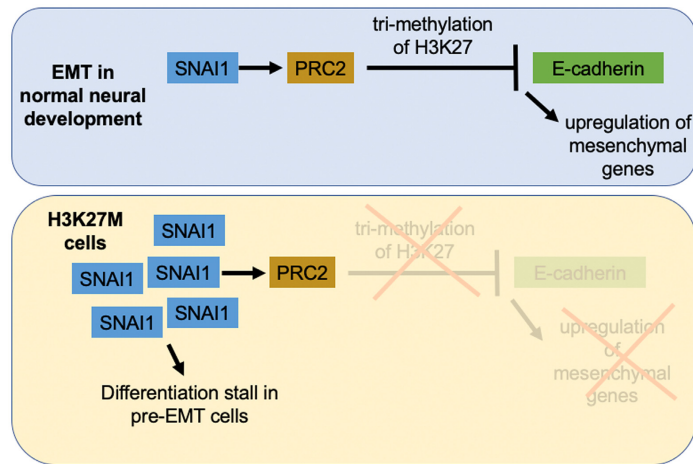 tri-methylation
of H3K27
EMT in
normal neural
development
SNAI1
PRC2
E-cadherin
upregulation of
mesenchymal
genes
H3K27M
cells
SNAI1
SNAI1
SNAI1
SNAI1
SNAI1
PRC2
tri-methylation
of H3K27
E-cadherin
upregulation
of
mesenchymal
genes
Differentiation stall in
pre-EMT cells